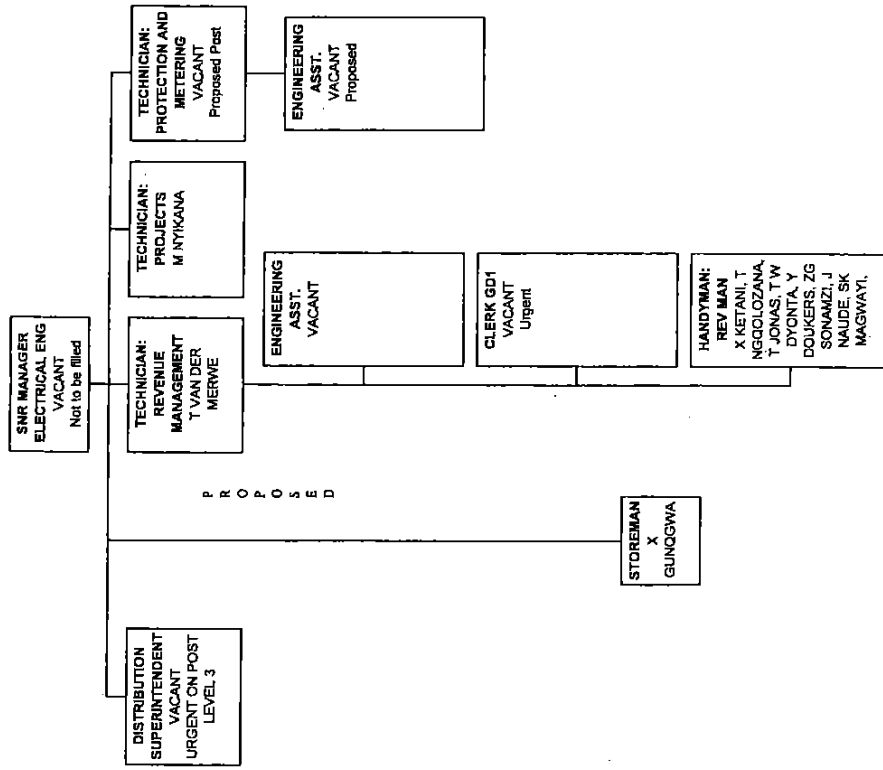 SNR MANAGER
ELECTRICAL ENG
VACANT
Not to be filled
DISTRIBUTION
SUPERINTENDENT
VACANT
URGENT ON POST
LEVEL 3
P R O P O S E D
TECHNICIAN:
REVENUE
MANAGEMENT
T VAN DER
MERWE
TECHNICIAN:
PROJECTS
M NYIKANA
TECHNICIAN:
PROTECTION AND
METERING
VACANT
Proposed Post
ENGINEERING
ASST.
VACANT
ENGINEERING
ASST.
VACANT
Proposed
CLERK GD1
VACANT
Urgent
STOREMAN
X
GUNQGWA
HANDYMAN:
REV MAN
X KETANI, T
NGQOLOZANA,
T JONAS, T W
DYONTA, Y
DOUKERS, ZG
SONAMZI, J
NAUDE, SK
MAGWAYI,